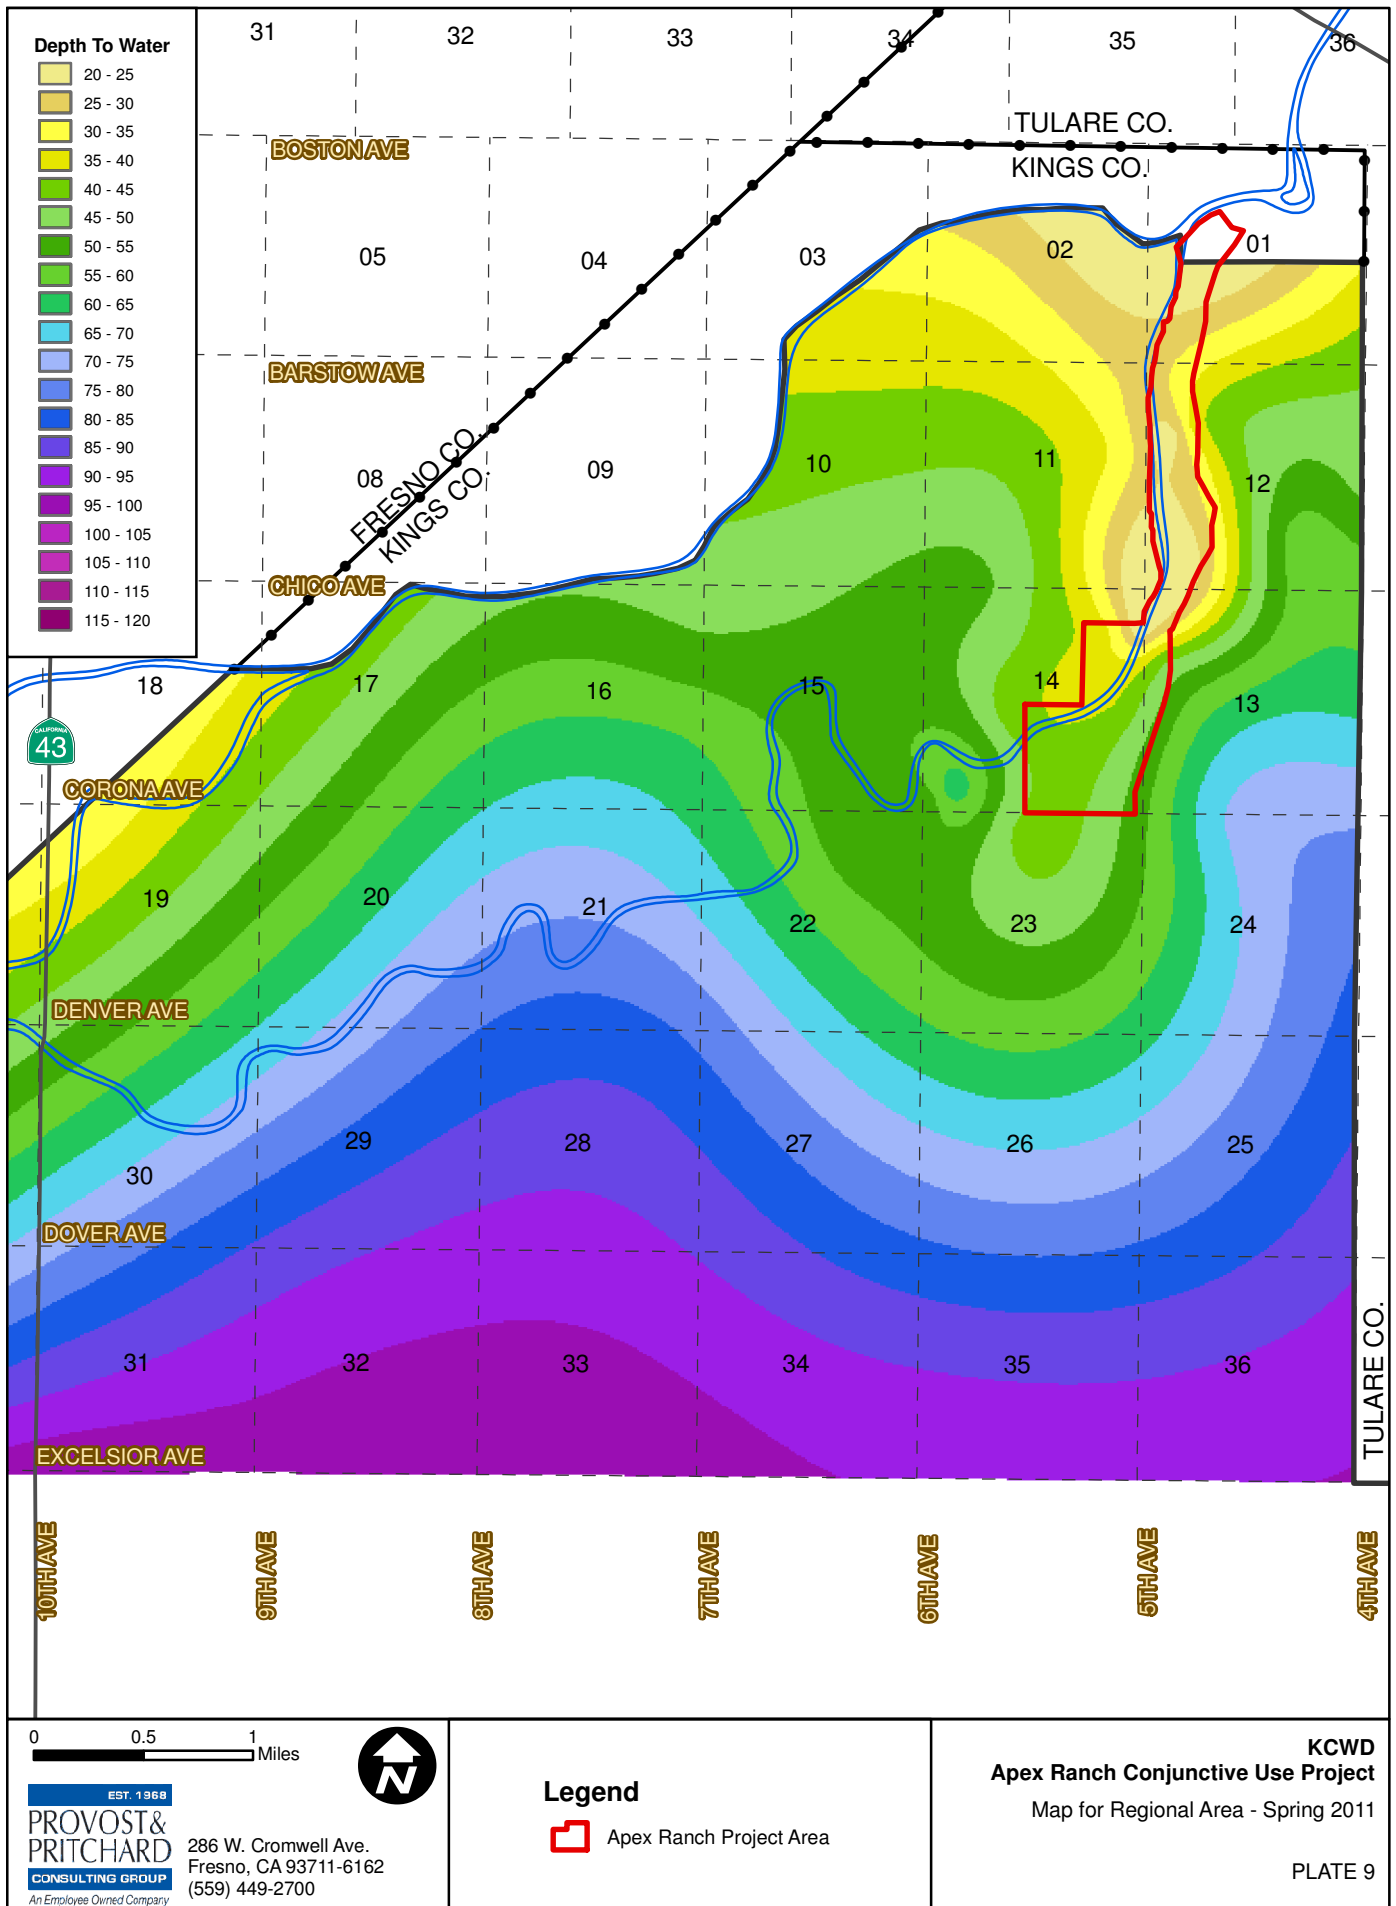 Depth To Water
20 - 25
25 - 30
30 - 35
35 - 40
40 - 45
45 - 50
50 - 55
55 - 60
60 - 65
65 - 70
70 - 75
75 - 80
80 - 85
85 - 90
90 - 95
95 - 100
100 - 105
105 - 110
110 - 115
115 - 120
31
32
33
34
35
36
TULARE CO.
KINGS CO.
BOSTON AVE
05
04
03
02
01
BARSTOW AVE
08
09
10
11
12
FRESNO CO.
KINGS CO.
CHICO AVE
18
17
16
15
14
13
CALIFORNIA
43
CORONA AVE
19
20
21
22
23
24
DENVER AVE
30
29
28
27
26
25
DOVER AVE
31
32
33
34
35
36
TULARE CO.
EXCELSIOR AVE
10TH AVE
9TH AVE
8TH AVE
7TH AVE
6TH AVE
5TH AVE
4TH AVE
0 0.5 1
Miles
N
EST. 1968
PROVOST&
PRITCHARD
CONSULTING GROUP
An Employee Owned Company
286 W. Cromwell Ave.
Fresno, CA 93711-6162
(559) 449-2700
Legend
Apex Ranch Project Area
KCWD
Apex Ranch Conjunctive Use Project
Map for Regional Area - Spring 2011
PLATE 9